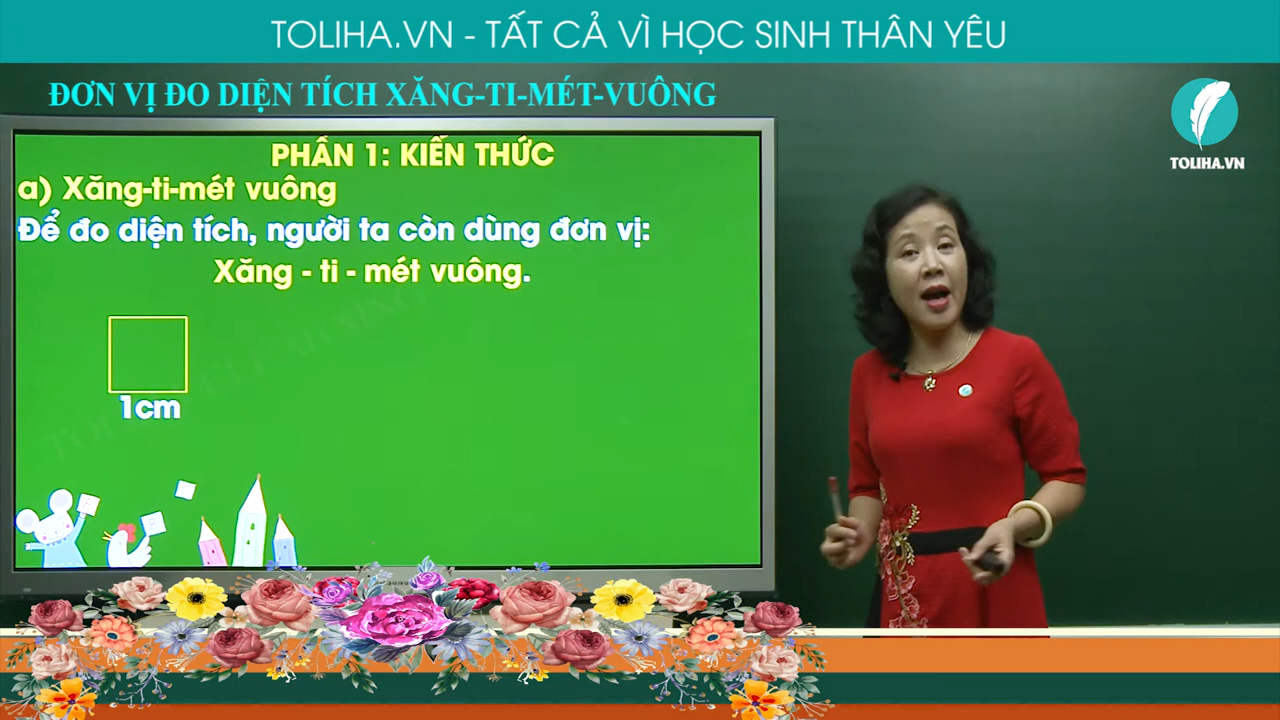 TOLIHA.VN - TẤT CẢ VÌ HỌC SINH THÂN YÊU
ĐƠN VỊ ĐO DIỆN TÍCH XĂNG-TI-MÉT-VUÔNG
TOLIHA.VN
PHẦN 1: KIẾN THỨC
a) Xăng-ti-mét vuông
Để đo diện tích, người ta còn dùng đơn vị:
Xăng - ti - mét vuông.
1cm